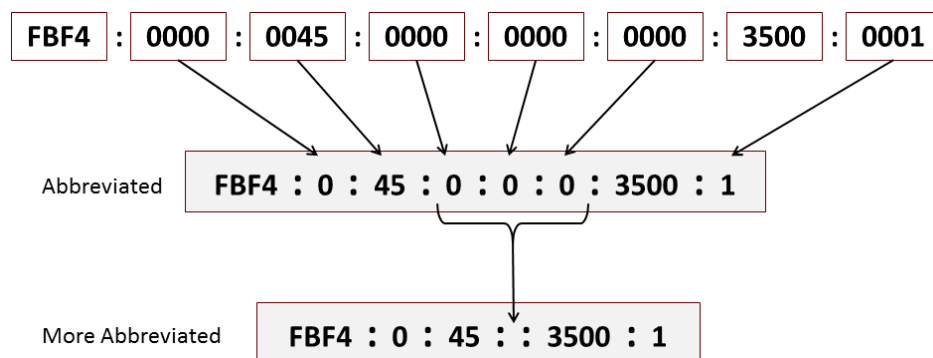 FBF4 : 0000 : 0045 : 0000 : 0000 : 0000 : 3500 : 0001
Abbreviated FBF4 : 0 : 45 : 0 : 0 : 0 : 3500 : 1
More Abbreviated FBF4 : 0 : 45 : : 3500 : 1